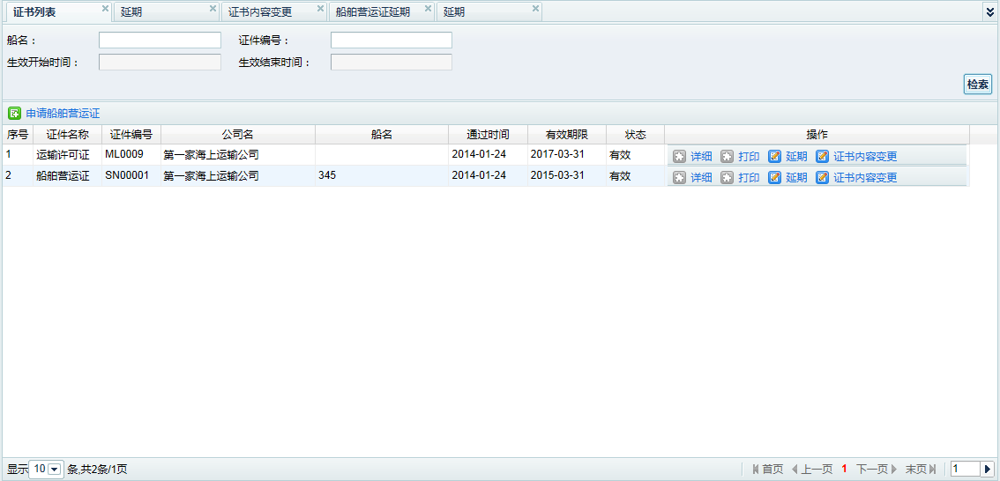 证书列表 延期 证书内容变更 船舶营运证延期 延期
船名： 证件编号：
生效开始时间： 生效结束时间：
检索
申请船舶营运证
序号 证件名称 证件编号 公司名 船名 通过时间 有效期限 状态 操作
1 运输许可证 ML0009 第一家海上运输公司 2014-01-24 2017-03-31 有效 详细 打印 延期 证书内容变更
2 船舶营运证 SN00001 第一家海上运输公司 345 2014-01-24 2015-03-31 有效 详细 打印 延期 证书内容变更
显示 10 条,共2条/1页 首页 上一页 1 下一页 末页 1